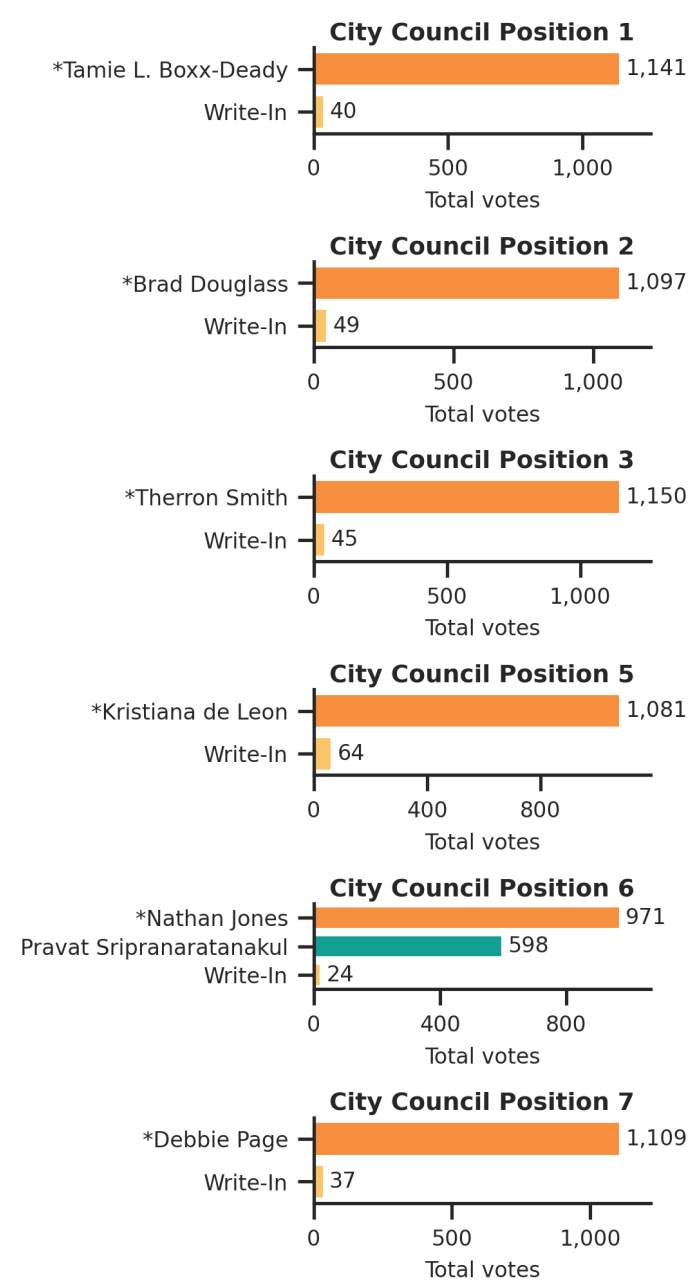 City Council Position 1
*Tamie L. Boxx-Deady 1,141
Write-In 40
0 500 1,000
Total votes
City Council Position 2
*Brad Douglass 1,097
Write-In 49
0 500 1,000
Total votes
City Council Position 3
*Therron Smith 1,150
Write-In 45
0 500 1,000
Total votes
City Council Position 5
*Kristiana de Leon 1,081
Write-In 64
0 400 800
Total votes
City Council Position 6
*Nathan Jones 971
Pravat Sripranaratanakul 598
Write-In 24
0 400 800
Total votes
City Council Position 7
*Debbie Page 1,109
Write-In 37
0 500 1,000
Total votes